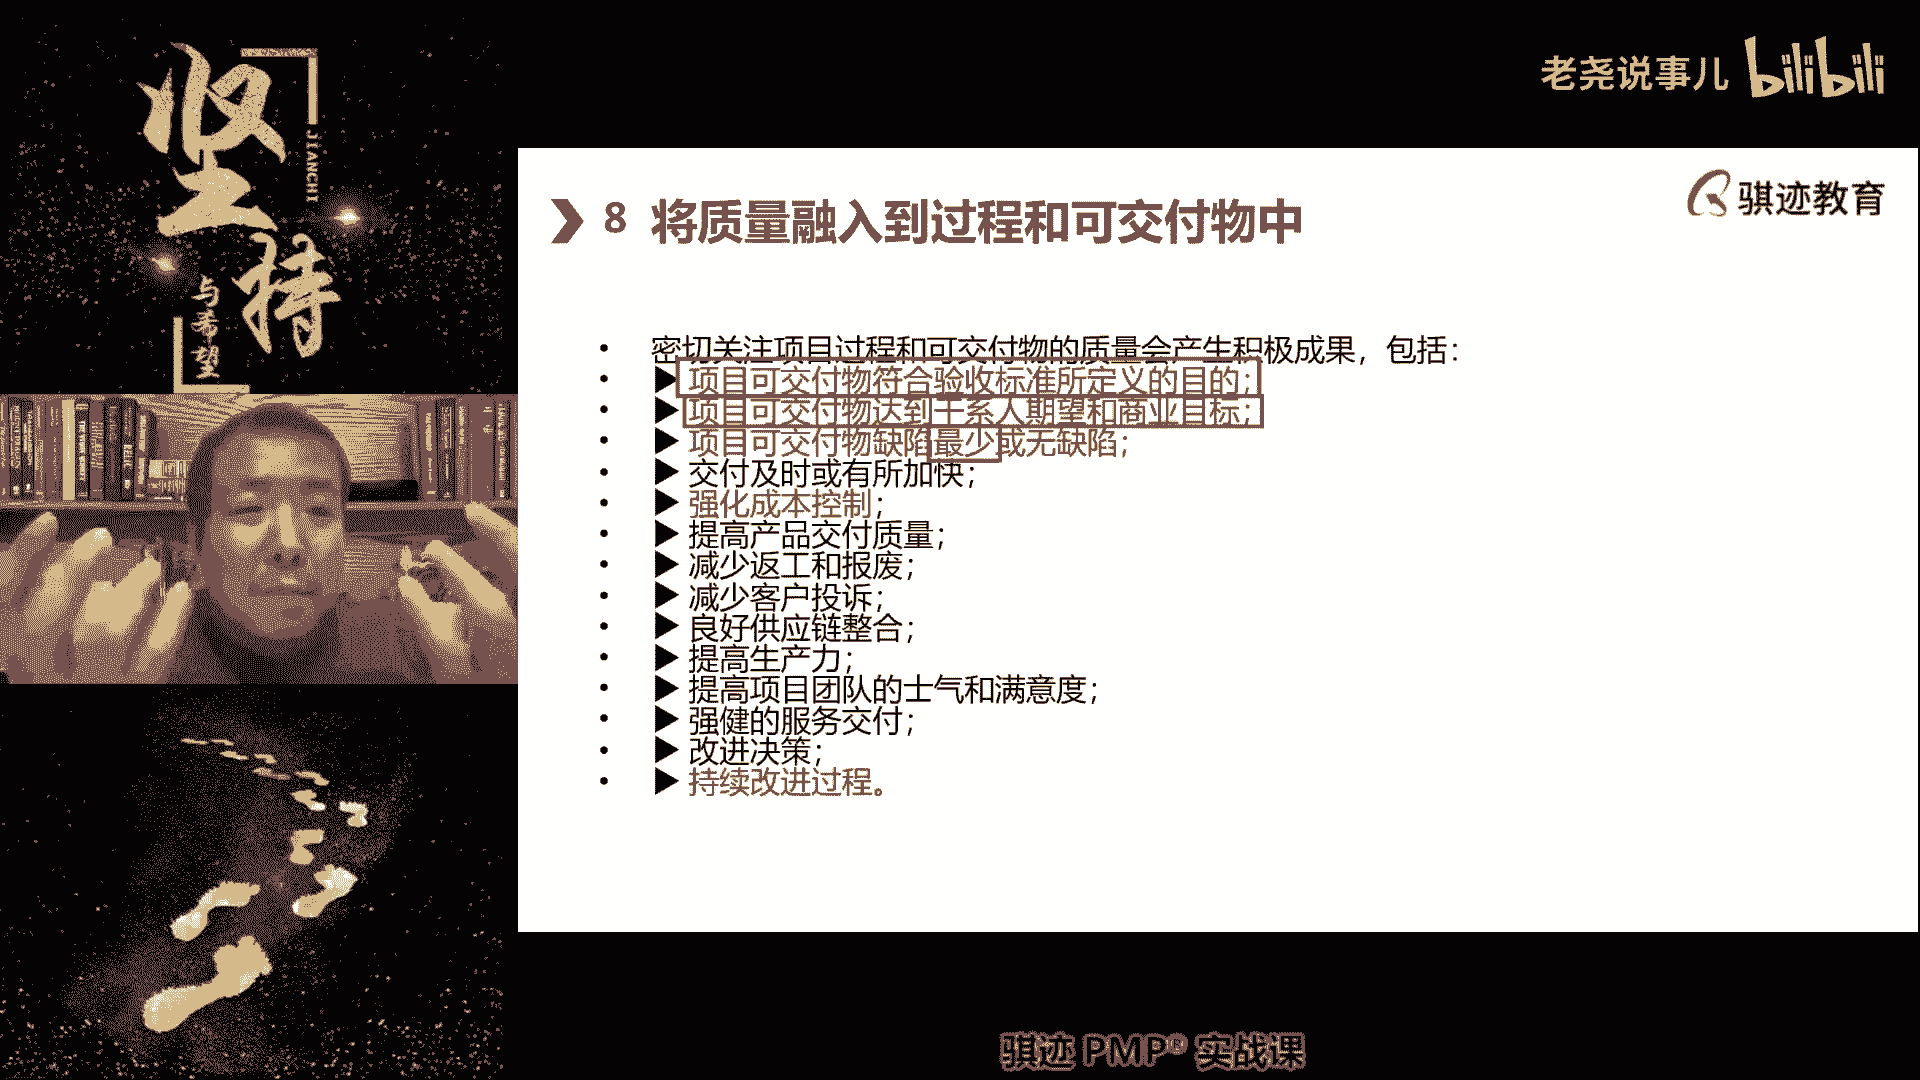 坚持
JIANCHI
与希望
老尧说事儿 bilibili
骐迹教育
8 将质量融入到过程和可交付物中
• 密切关注项目过程和可交付物的质量会产生积极成果，包括：
• ▶项目可交付物符合验收标准所定义的目的；
• ▶项目可交付物达到干系人期望和商业目标；
• ▶项目可交付物缺陷最少或无缺陷；
• ▶交付及时或有所加快；
• ▶强化成本控制；
• ▶提高产品交付质量；
• ▶减少返工和报废；
• ▶减少客户投诉；
• ▶良好供应链整合；
• ▶提高生产力；
• ▶提高项目团队的士气和满意度；
• ▶强健的服务交付；
• ▶改进决策；
• ▶持续改进过程。
骐迹 PMP® 实战课